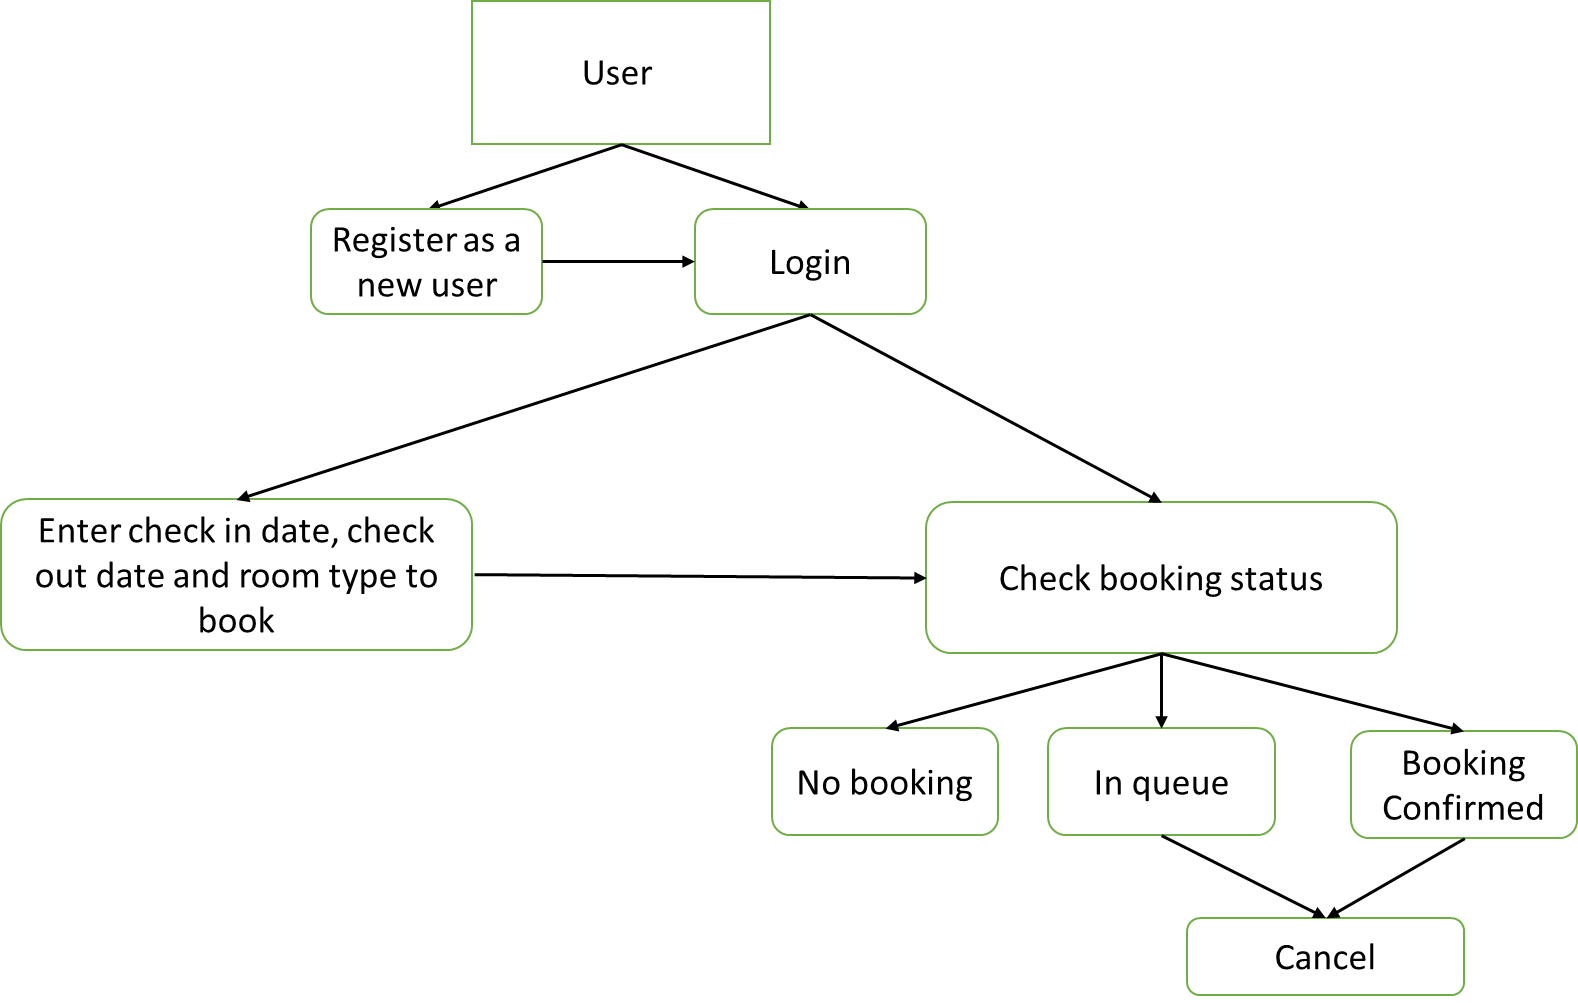 User
Register as a
new user
Login
Enter check in date, check
out date and room type to
book
Check booking status
No booking
In queue
Booking
Confirmed
Cancel